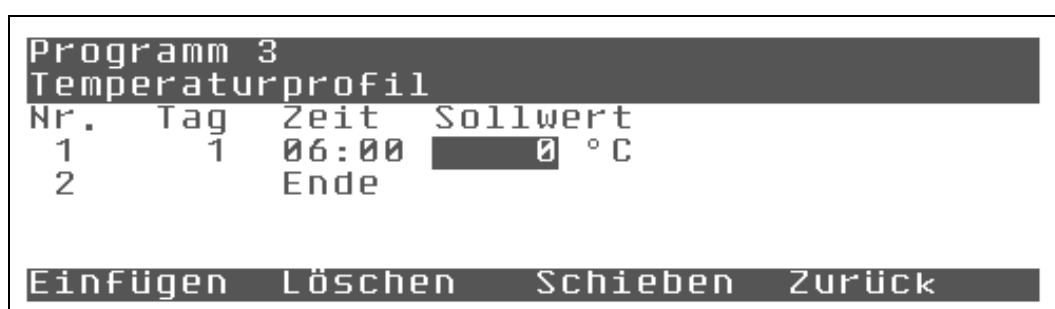 Programm 3
Temperaturprofil
Nr. Tag Zeit Sollwert
1 1 06:00 0 °C
2 Ende
Einfügen Löschen Schieben Zurück